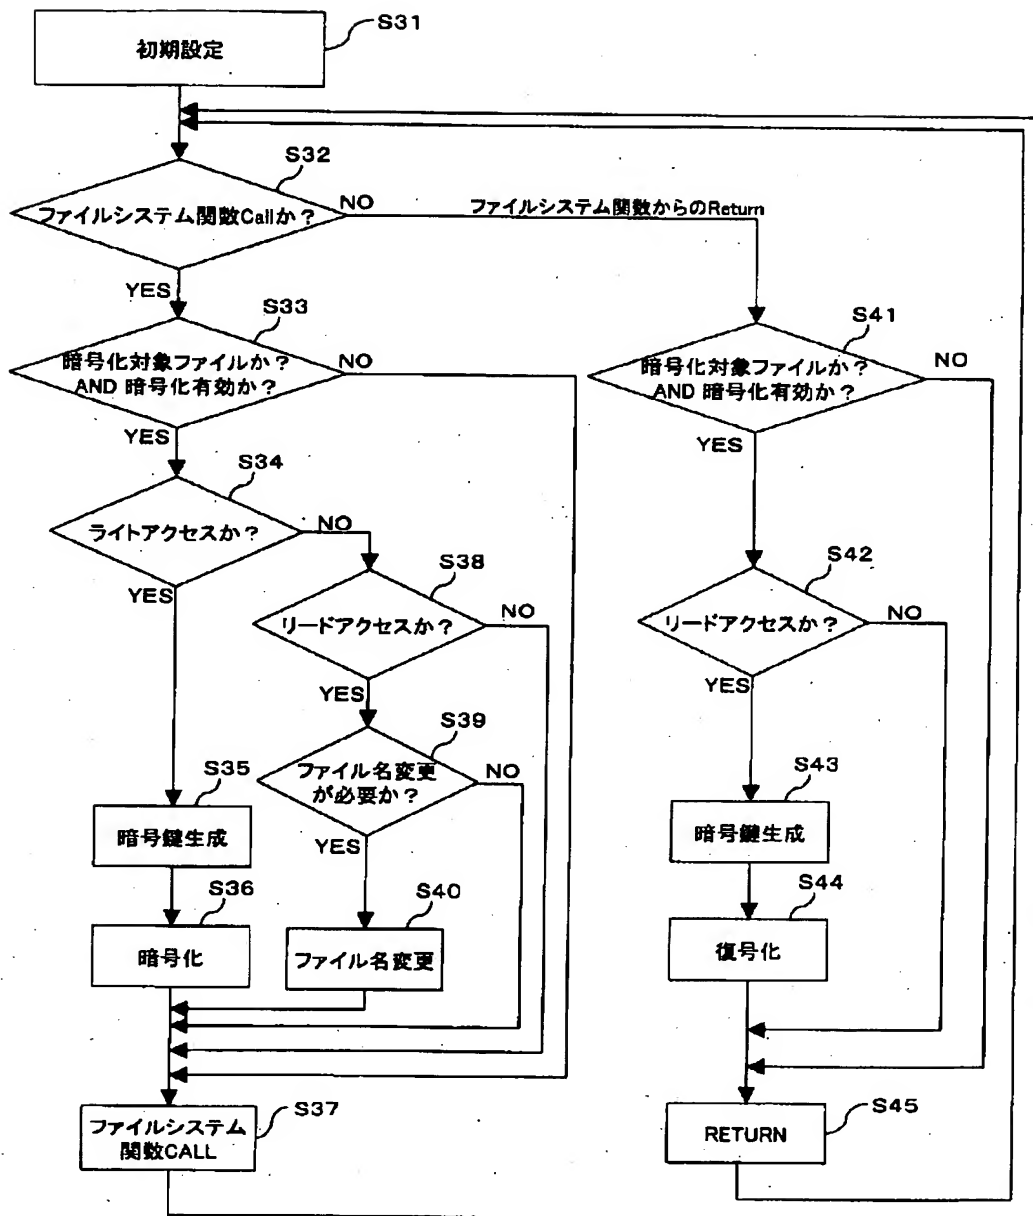 S31
初期設定
S32
ファイルシステム関数Callか？
NO
ファイルシステム関数からのReturn
YES
S33
暗号化対象ファイルか？
AND 暗号化有効か？
NO
YES
S41
暗号化対象ファイルか？
AND 暗号化有効か？
NO
YES
S34
ライトアクセスか？
NO
YES
S38
リードアクセスか？
NO
YES
S42
リードアクセスか？
NO
YES
S39
ファイル名変更
が必要か？
NO
YES
S35
暗号鍵生成
S43
暗号鍵生成
S36
暗号化
S40
ファイル名変更
S44
復号化
S37
ファイルシステム
関数CALL
S45
RETURN